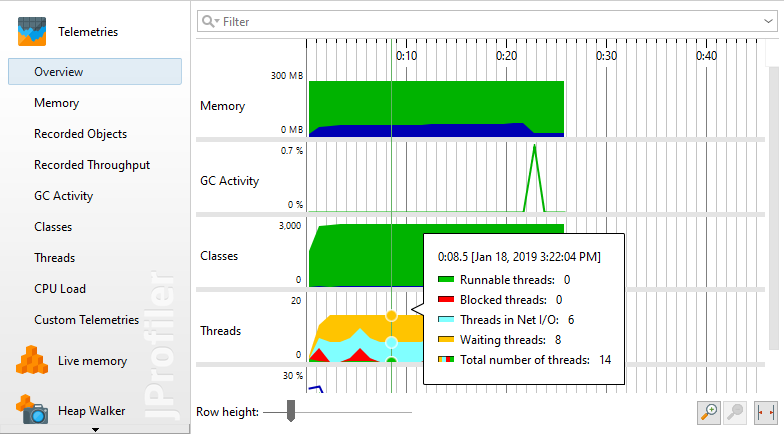 Telemetries
Overview
Memory
Recorded Objects
Recorded Throughput
GC Activity
Classes
Threads
CPU Load
Custom Telemetries
Live memory
Heap Walker
JProfiler
Filter
0:10 0:20 0:30 0:40
300 MB
Memory
0 MB
0.7 %
GC Activity
0 %
3,000
Classes
0
20
Threads
0
30 %
0:08.5 [Jan 18, 2019 3:22:04 PM]
Runnable threads: 0
Blocked threads: 0
Threads in Net I/O: 6
Waiting threads: 8
Total number of threads: 14
Row height: